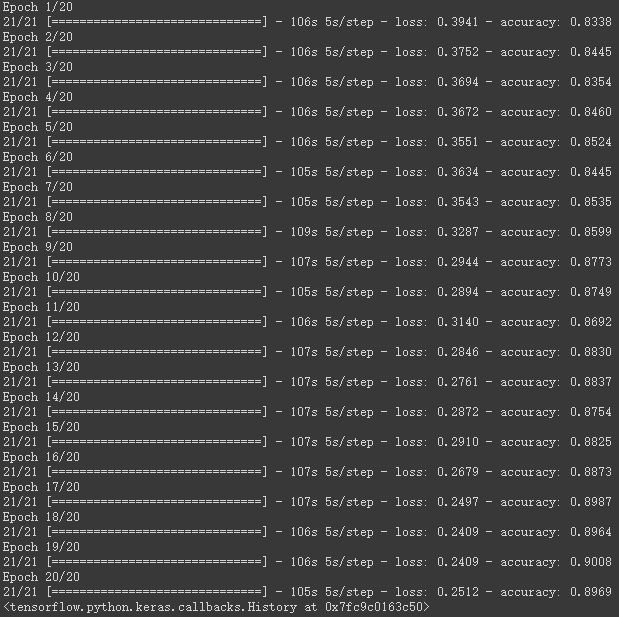 Epoch 1/20
21/21 [==============================] - 106s 5s/step - loss: 0.3941 - accuracy: 0.8338
Epoch 2/20
21/21 [==============================] - 106s 5s/step - loss: 0.3752 - accuracy: 0.8445
Epoch 3/20
21/21 [==============================] - 106s 5s/step - loss: 0.3694 - accuracy: 0.8354
Epoch 4/20
21/21 [==============================] - 106s 5s/step - loss: 0.3672 - accuracy: 0.8460
Epoch 5/20
21/21 [==============================] - 106s 5s/step - loss: 0.3551 - accuracy: 0.8524
Epoch 6/20
21/21 [==============================] - 105s 5s/step - loss: 0.3634 - accuracy: 0.8445
Epoch 7/20
21/21 [==============================] - 105s 5s/step - loss: 0.3543 - accuracy: 0.8535
Epoch 8/20
21/21 [==============================] - 109s 5s/step - loss: 0.3287 - accuracy: 0.8599
Epoch 9/20
21/21 [==============================] - 107s 5s/step - loss: 0.2944 - accuracy: 0.8773
Epoch 10/20
21/21 [==============================] - 105s 5s/step - loss: 0.2894 - accuracy: 0.8749
Epoch 11/20
21/21 [==============================] - 106s 5s/step - loss: 0.3140 - accuracy: 0.8692
Epoch 12/20
21/21 [==============================] - 107s 5s/step - loss: 0.2846 - accuracy: 0.8830
Epoch 13/20
21/21 [==============================] - 107s 5s/step - loss: 0.2761 - accuracy: 0.8837
Epoch 14/20
21/21 [==============================] - 107s 5s/step - loss: 0.2872 - accuracy: 0.8754
Epoch 15/20
21/21 [==============================] - 107s 5s/step - loss: 0.2910 - accuracy: 0.8825
Epoch 16/20
21/21 [==============================] - 107s 5s/step - loss: 0.2679 - accuracy: 0.8873
Epoch 17/20
21/21 [==============================] - 107s 5s/step - loss: 0.2497 - accuracy: 0.8987
Epoch 18/20
21/21 [==============================] - 106s 5s/step - loss: 0.2409 - accuracy: 0.8964
Epoch 19/20
21/21 [==============================] - 106s 5s/step - loss: 0.2409 - accuracy: 0.9008
Epoch 20/20
21/21 [==============================] - 105s 5s/step - loss: 0.2512 - accuracy: 0.8969
<tensorflow.python.keras.callbacks.History at 0x7fc9c0163c50>